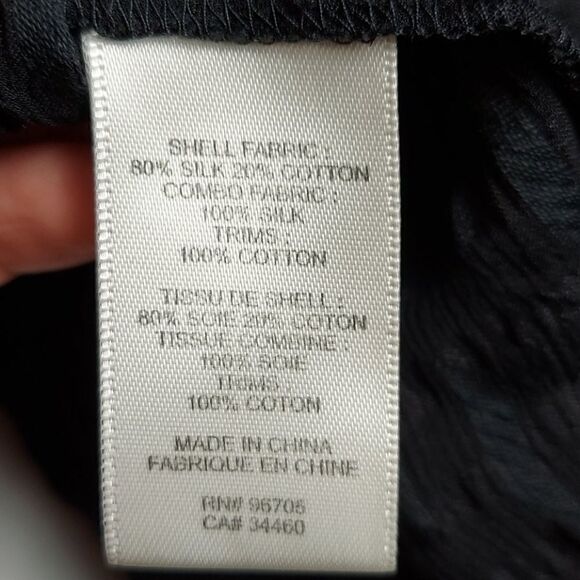 SHELL FABRIC :
80% SILK 20% COTTON
COMBO FABRIC :
100% SILK
TRIMS :
100% COTTON
TISSU DE SHELL :
80% SOIE 20% COTON
TISSUE COMBINE :
100% SOIE
TRIMS :
100% COTON
MADE IN CHINA
FABRIQUE EN CHINE
RN# 96705
CA# 34460